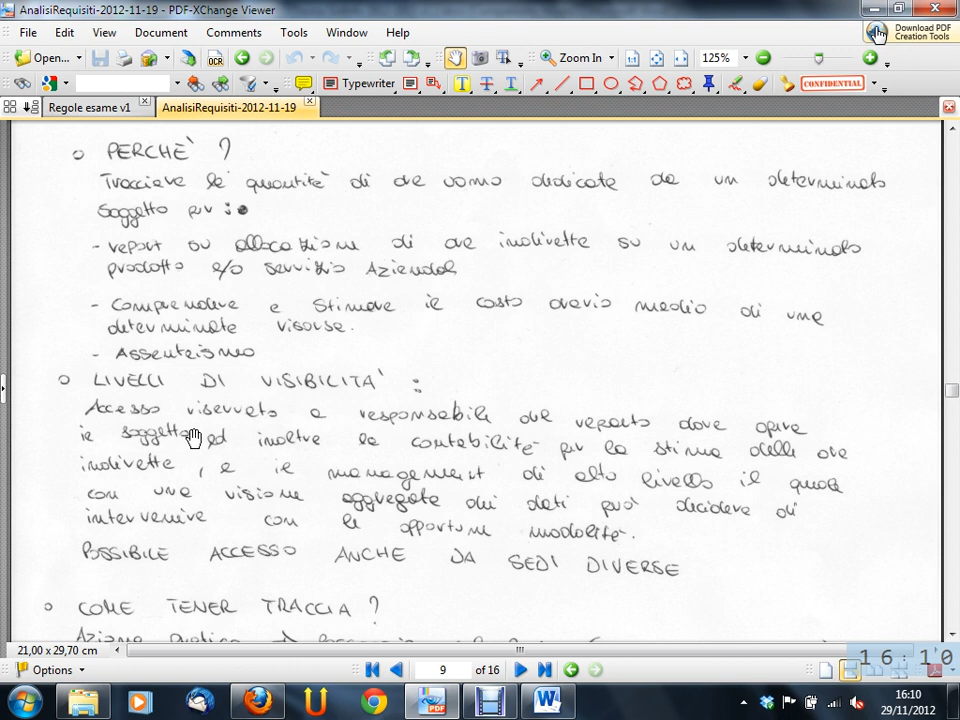 AnalisiRequisiti-2012-11-19 - PDF-XChange Viewer
File Edit View Document Comments Tools Window Help
Download PDF
Creation Tools
Open... OCR Zoom In 125%
Typewriter CONFIDENTIAL
Regole esame v1 AnalisiRequisiti-2012-11-19
o PERCHE' ?
Tracciare le quantità di ore uomo dedicate da un determinato
soggetto per :
- report su allocazione di ore indirette su un determinato
prodotto e/o servizio Aziendale
- Comprendere e stimare il costo orario medio di una
determinata risorsa.
- Assenteismo
o LIVELLI DI VISIBILITA' :
Accesso riservato a responsabile del reparto dove opera
il soggetto ed inoltre la contabilità per la stima delle ore
indirette, e il management di alto livello il quale
con una visione aggregata dei dati può decidere di
intervenire con le opportune modalità.
POSSIBILE ACCESSO ANCHE DA SEDI DIVERSE
o COME TENER TRACCIA ?
21,00 x 29,70 cm
16:10
Options 9 of 16
16:10
29/11/2012